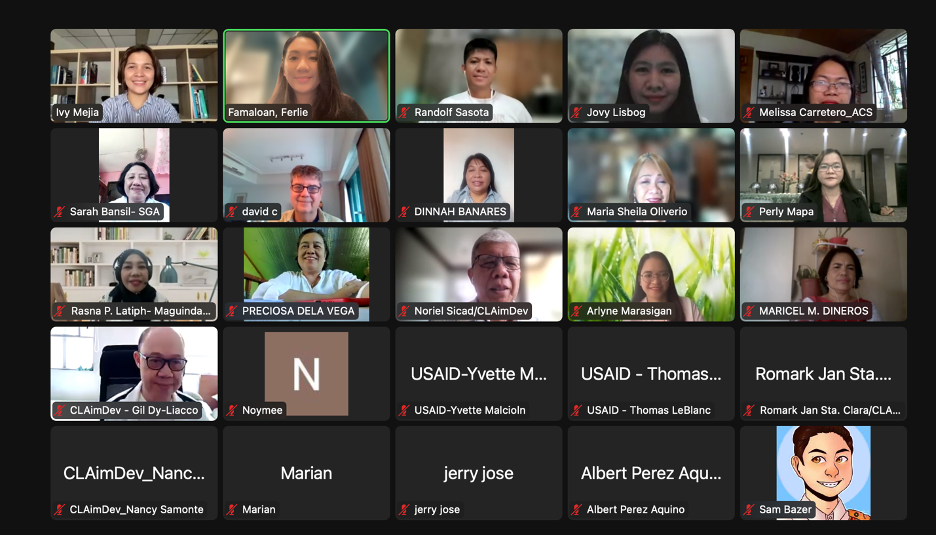 Ivy Mejia
Famaloan, Ferlie
Randolf Sasota
Jovy Lisbog
Melissa Carretero_ACS
Sarah Bansil- SGA
david c
DINNAH BANARES
Maria Sheila Oliverio
Perly Mapa
Rasna P. Latiph- Maguinda...
PRECIOSA DELA VEGA
Noriel Sicad/CLAimDev
Arlyne Marasigan
MARICEL M. DINEROS
CLAimDev - Gil Dy-Liacco
N
Noymee
USAID-Yvette M...
USAID-Yvette Malcioln
USAID - Thomas...
USAID - Thomas LeBlanc
Romark Jan Sta....
Romark Jan Sta. Clara/CLA...
CLAimDev_Nanc...
CLAimDev_Nancy Samonte
Marian
Marian
jerry jose
jerry jose
Albert Perez Aqu...
Albert Perez Aquino
Sam Bazer